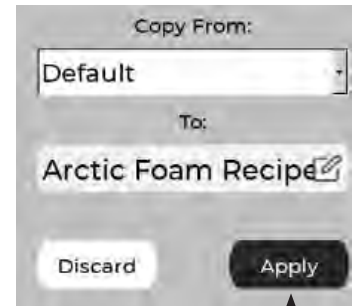 Copy From:
Default
To:
Arctic Foam Recipe
Discard Apply